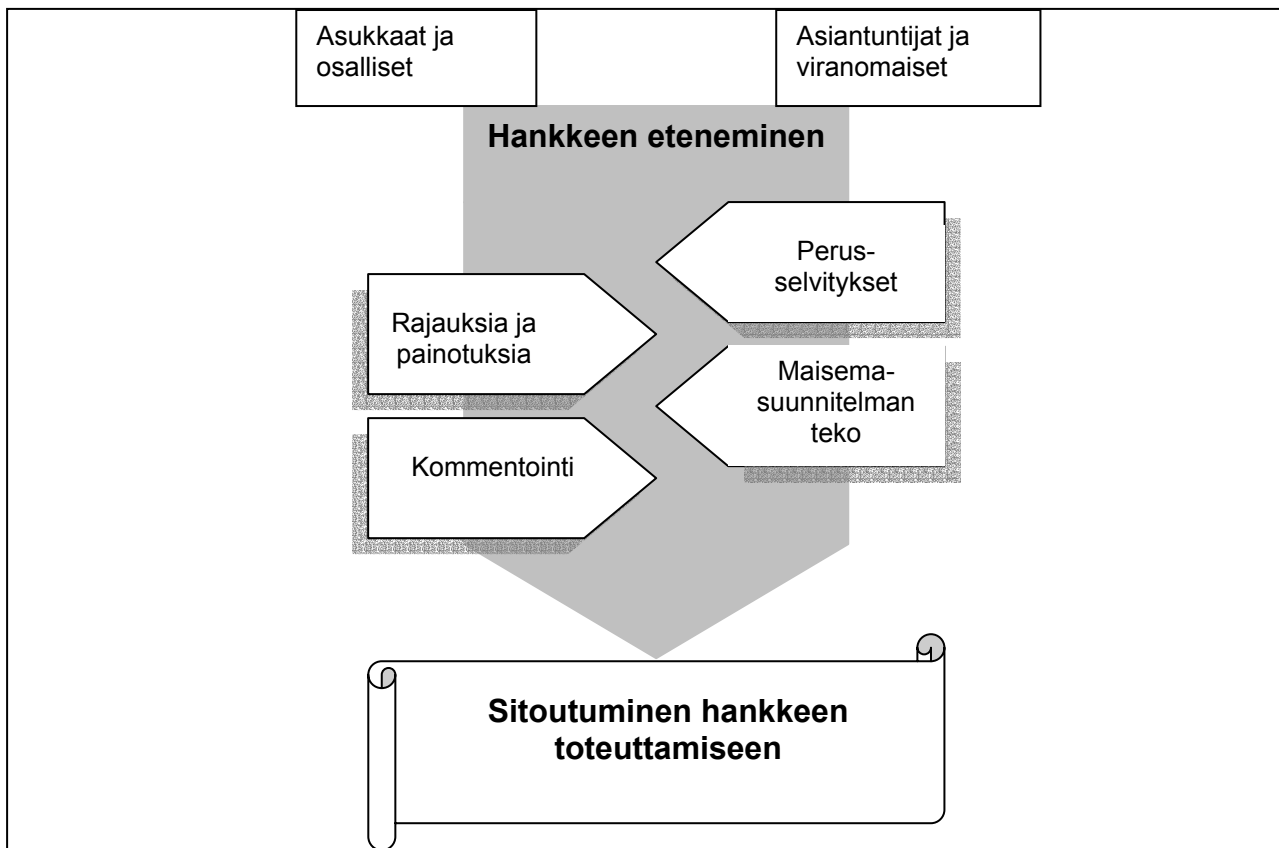 Asukkaat ja
osalliset
Asiantuntijat ja
viranomaiset
Hankkeen eteneminen
Perus-
selvitykset
Rajauksia ja
painotuksia
Maisema-
suunnitelman
teko
Kommentointi
Sitoutuminen hankkeen
toteuttamiseen